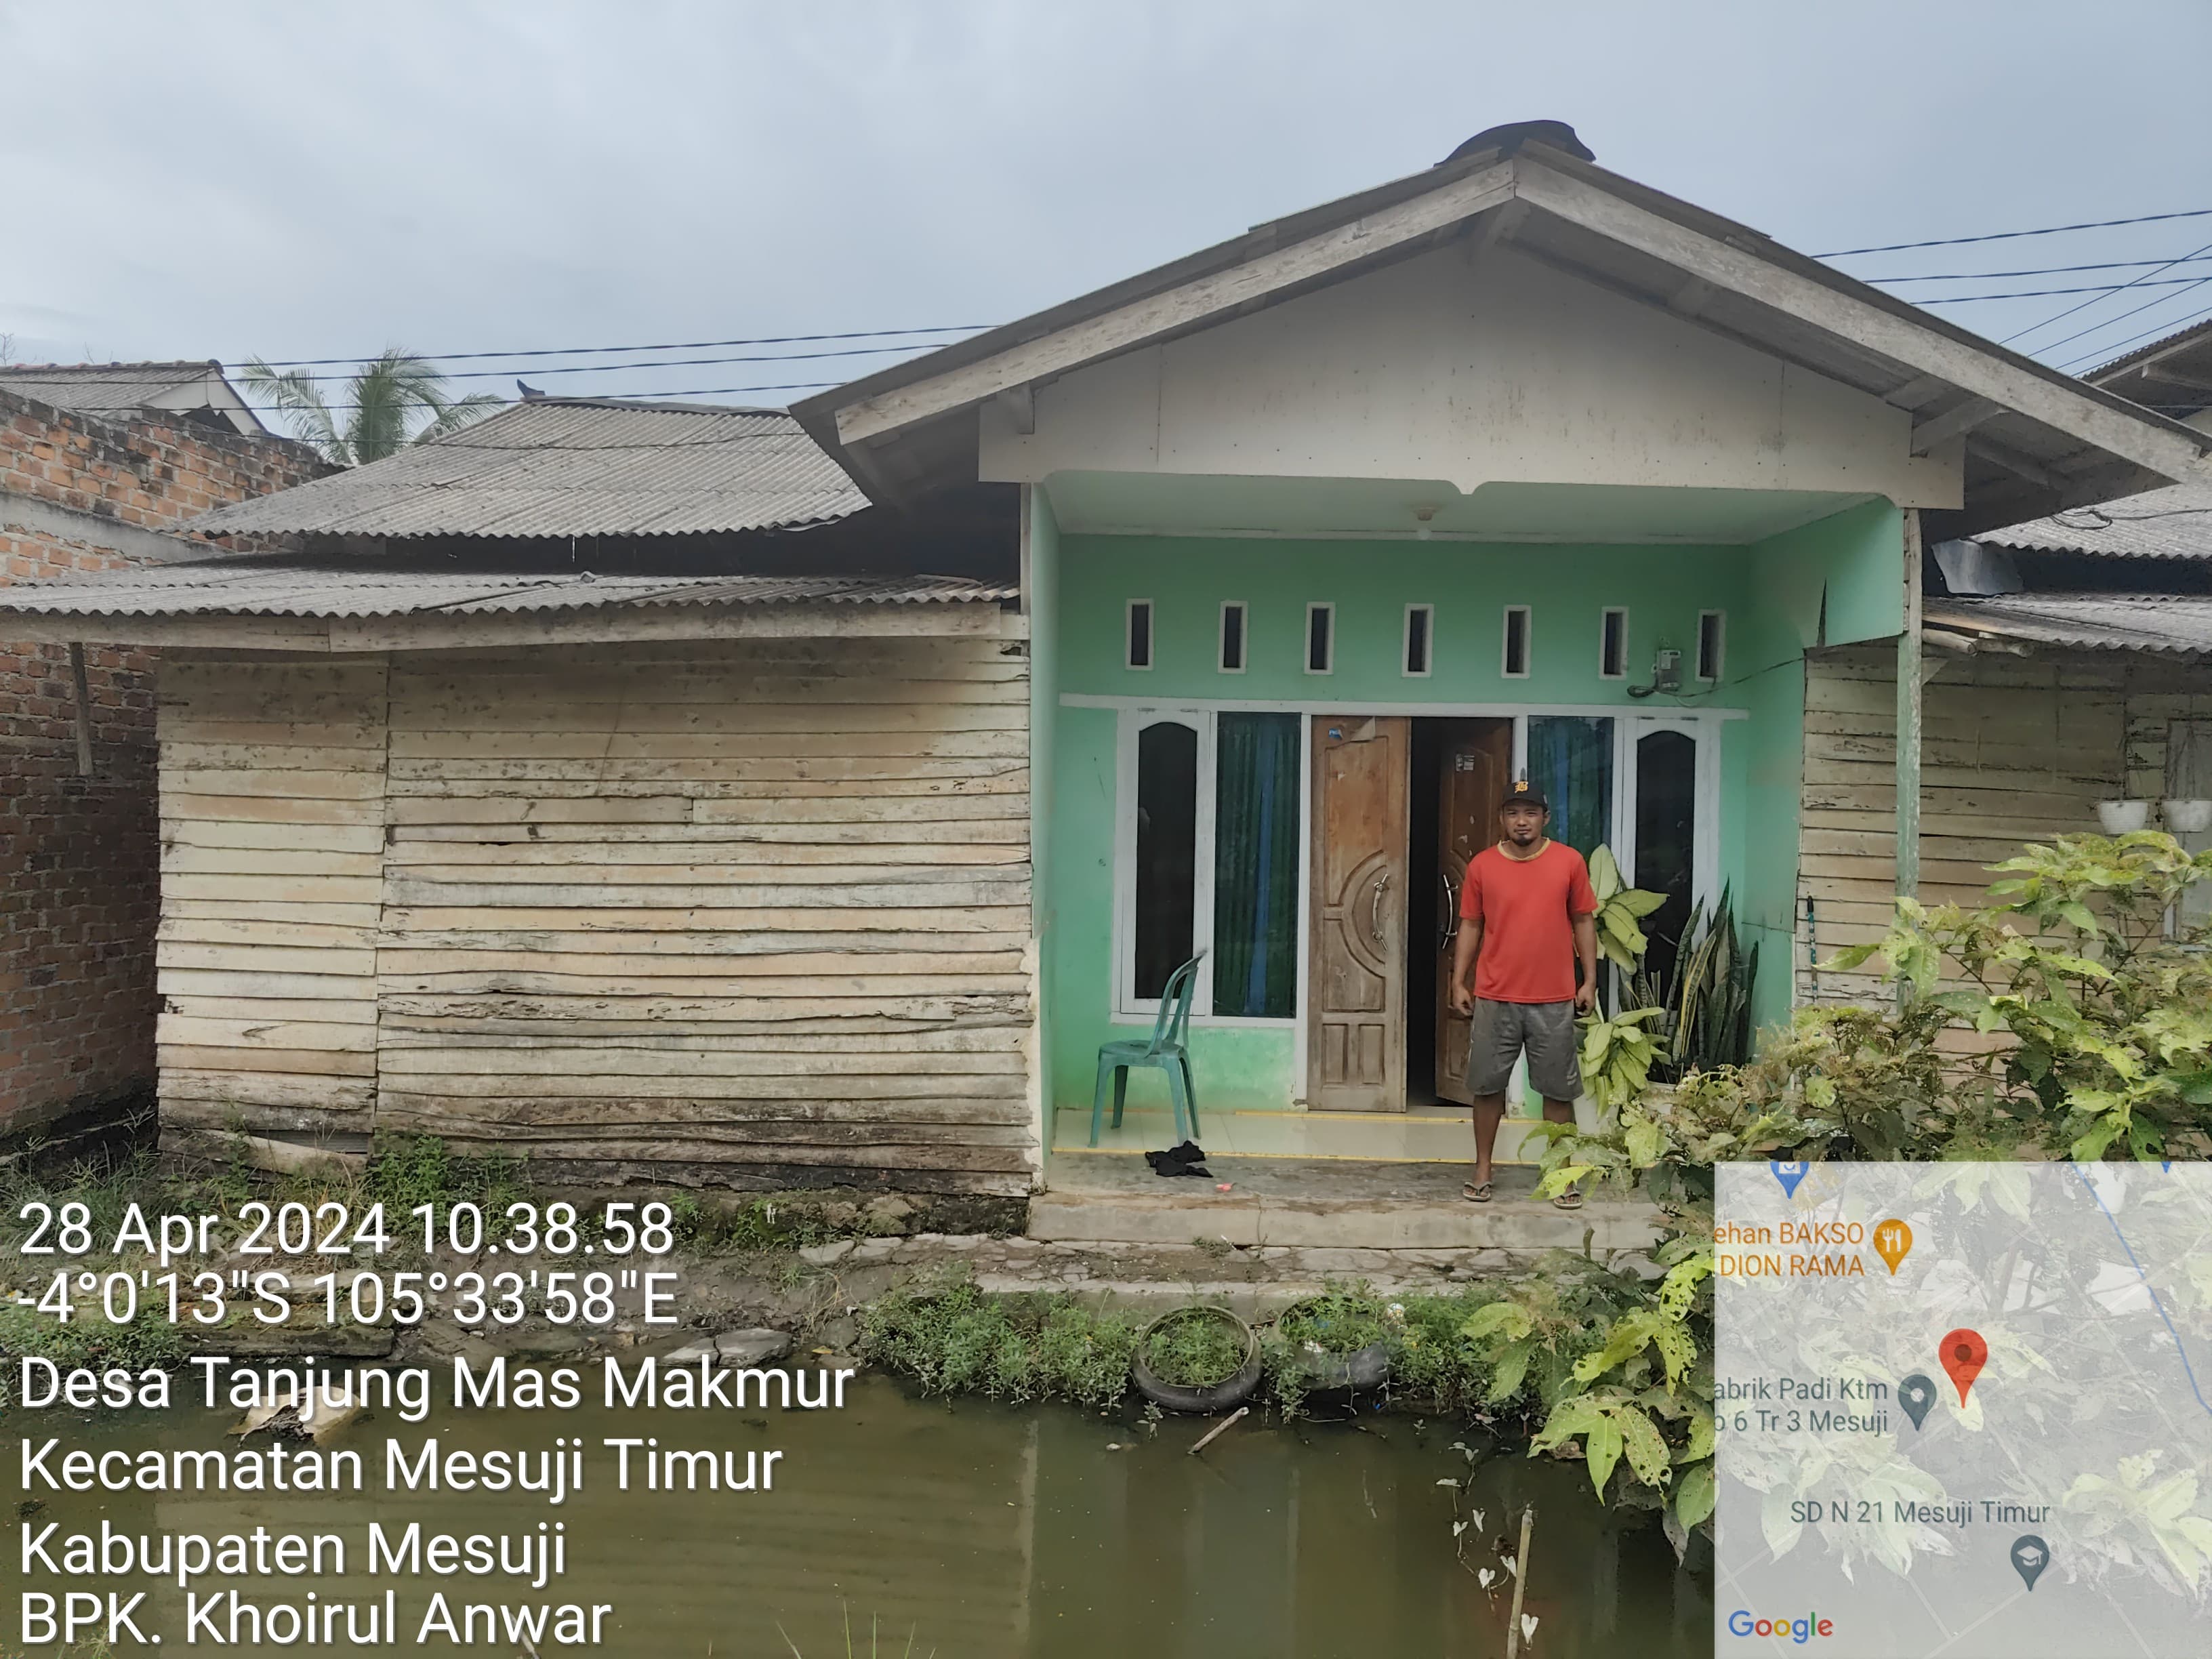 28 Apr 2024 10.38.58
-4°0'13"S 105°33'58"E
Desa Tanjung Mas Makmur
Kecamatan Mesuji Timur
Kabupaten Mesuji
BPK. Khoirul Anwar
ehan BAKSO
DION RAMA
abrik Padi Ktm
6 Tr 3 Mesuji
SD N 21 Mesuji Timur
Google